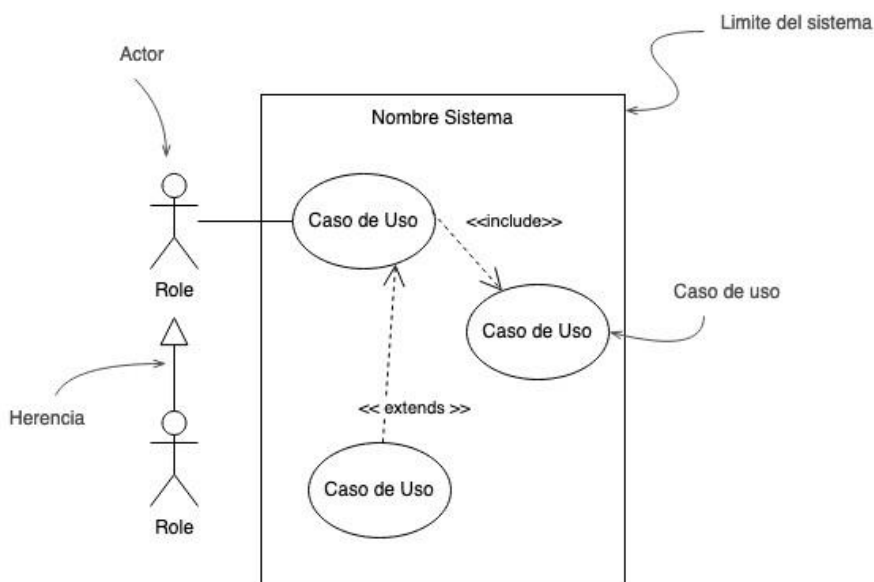 Limite del sistema
Actor
Nombre Sistema
Caso de Uso
<<include>>
Role
Caso de uso
Caso de Uso
Herencia
<< extends >>
Caso de Uso
Role